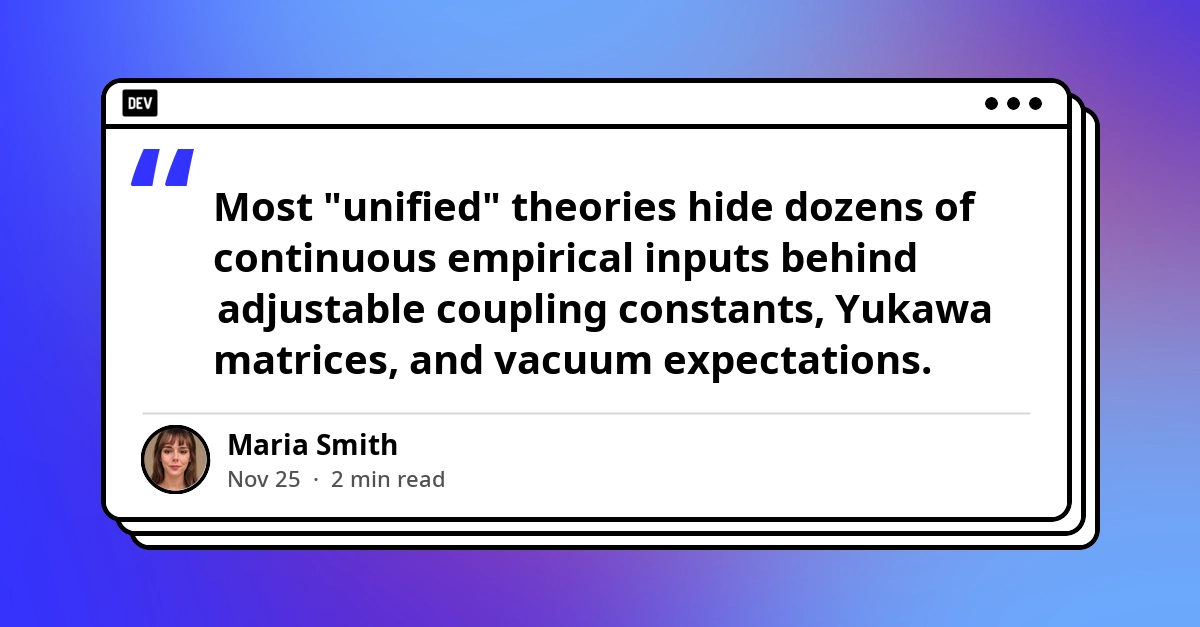 DEV
“
Most "unified" theories hide dozens of
continuous empirical inputs behind
adjustable coupling constants, Yukawa
matrices, and vacuum expectations.
Maria Smith
Nov 25 · 2 min read